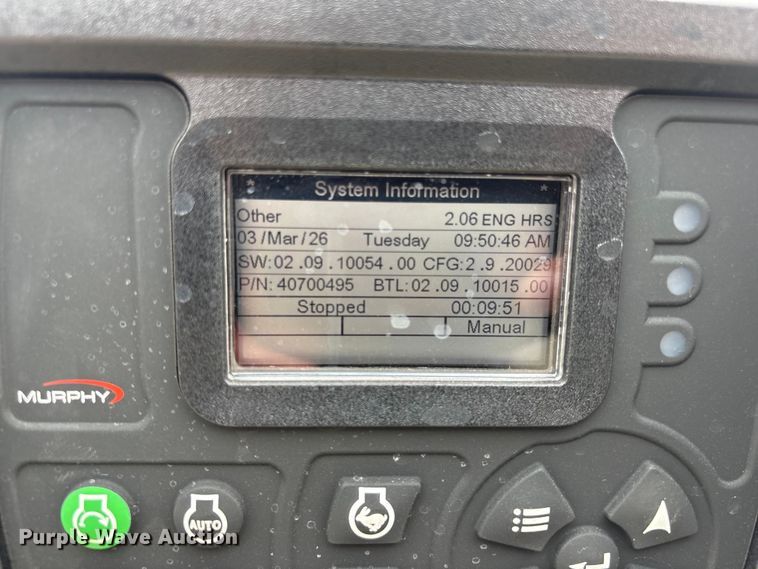 * System Information *
Other 2.06 ENG HRS
03 /Mar / 26 Tuesday 09:50:46 AM
SW:02 .09 .10054 .00 CFG:2 .9 .20029
P/N: 40700495 BTL:02 .09 .10015 .00
Stopped 00:09:51
Manual
MURPHY
AUTO
Purple Wave Auction®